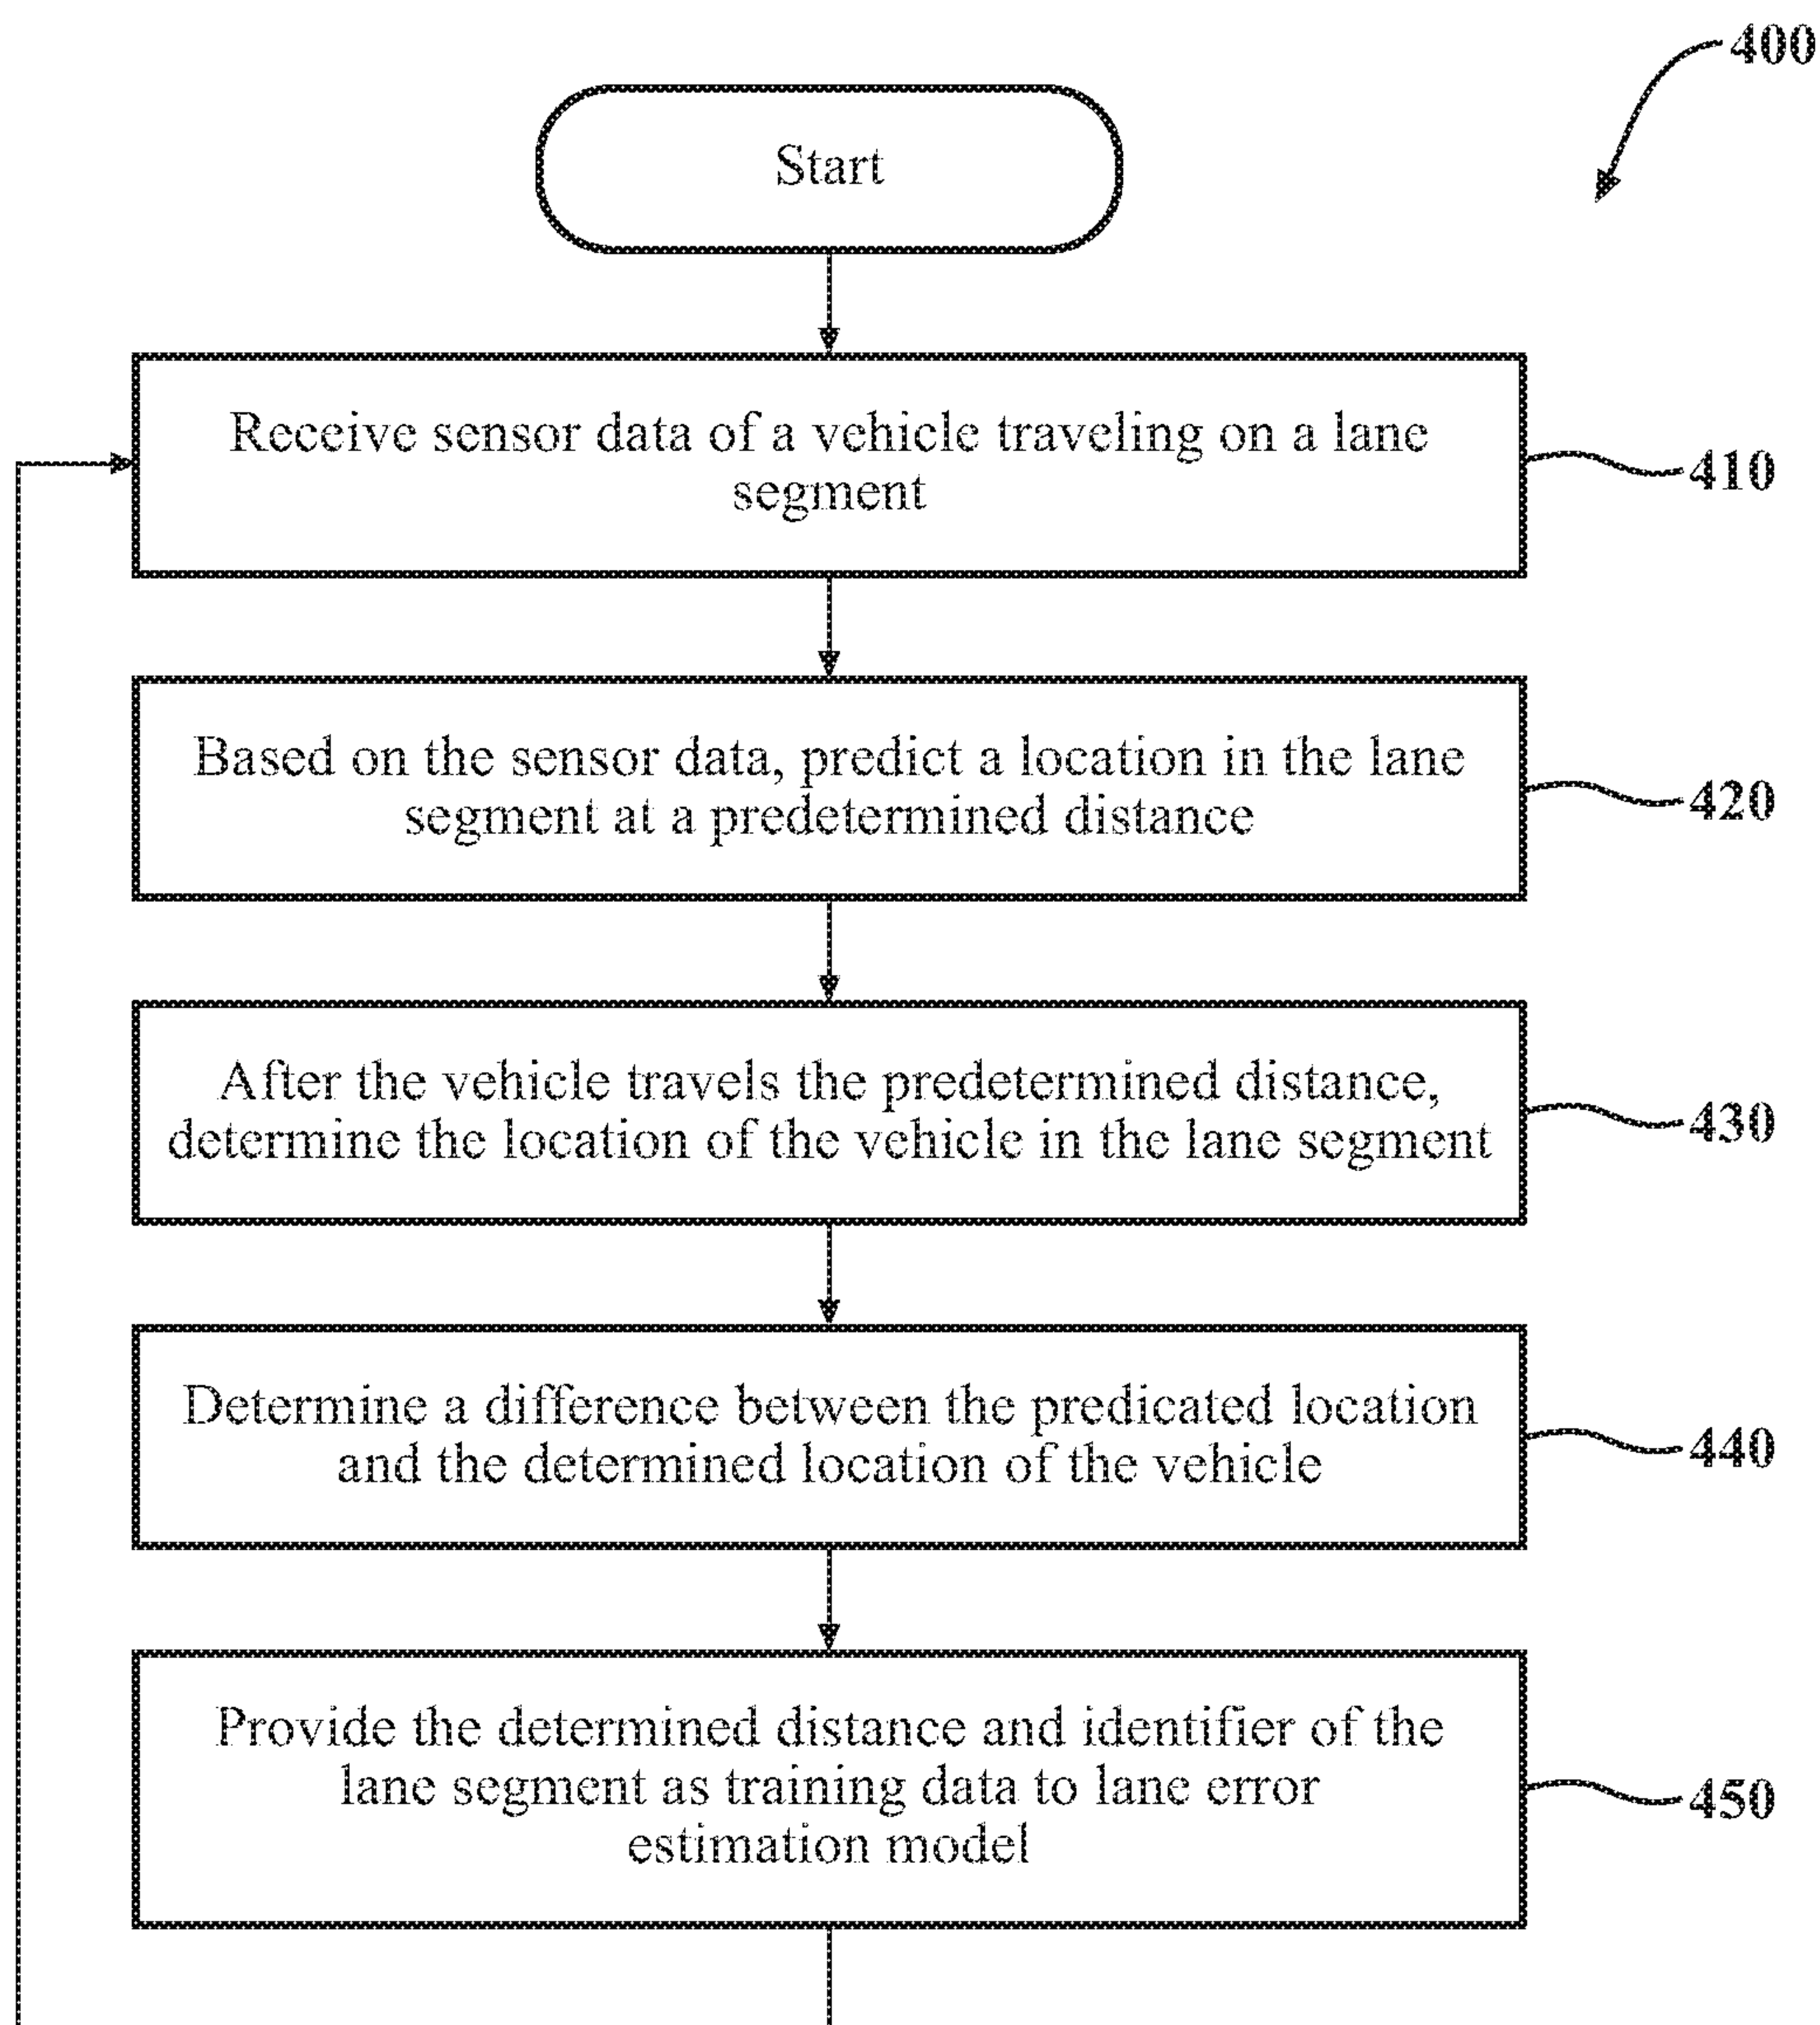 400
Start
Receive sensor data of a vehicle traveling on a lane
segment
410
Based on the sensor data, predict a location in the lane
segment at a predetermined distance
420
After the vehicle travels the predetermined distance,
determine the location of the vehicle in the lane segment
430
Determine a difference between the predicated location
and the determined location of the vehicle
440
Provide the determined distance and identifier of the
lane segment as training data to lane error
estimation model
450